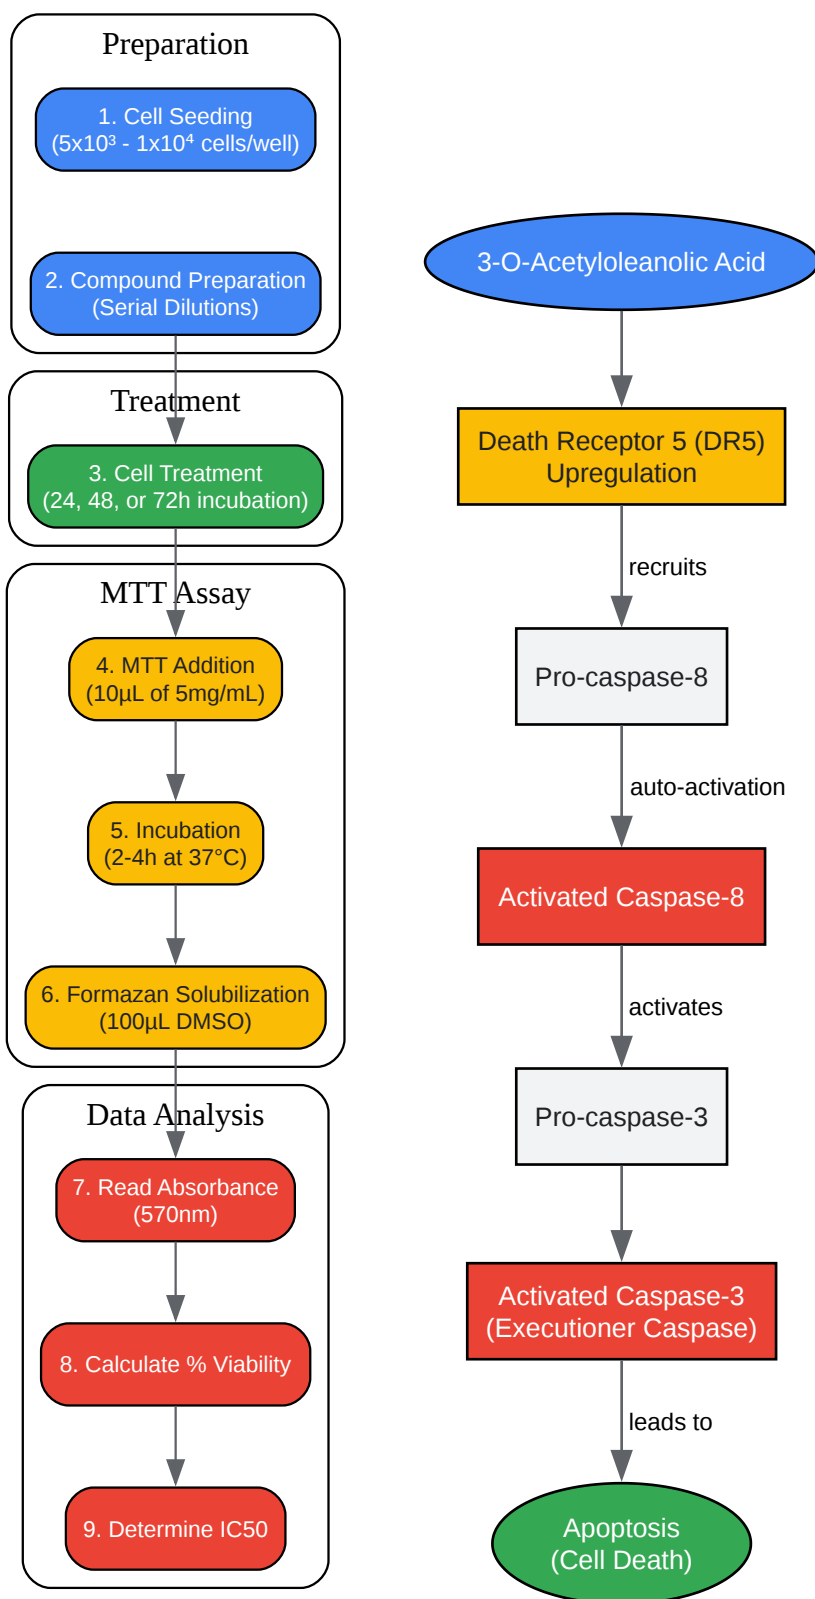 Preparation
1. Cell Seeding
(5x10³ - 1x10⁴ cells/well)
2. Compound Preparation
(Serial Dilutions)
Treatment
3. Cell Treatment
(24, 48, or 72h incubation)
MTT Assay
4. MTT Addition
(10µL of 5mg/mL)
5. Incubation
(2-4h at 37°C)
6. Formazan Solubilization
(100µL DMSO)
Data Analysis
7. Read Absorbance
(570nm)
8. Calculate % Viability
9. Determine IC50
3-O-Acetyloleanolic Acid
Death Receptor 5 (DR5)
Upregulation
recruits
Pro-caspase-8
auto-activation
Activated Caspase-8
activates
Pro-caspase-3
Activated Caspase-3
(Executioner Caspase)
leads to
Apoptosis
(Cell Death)